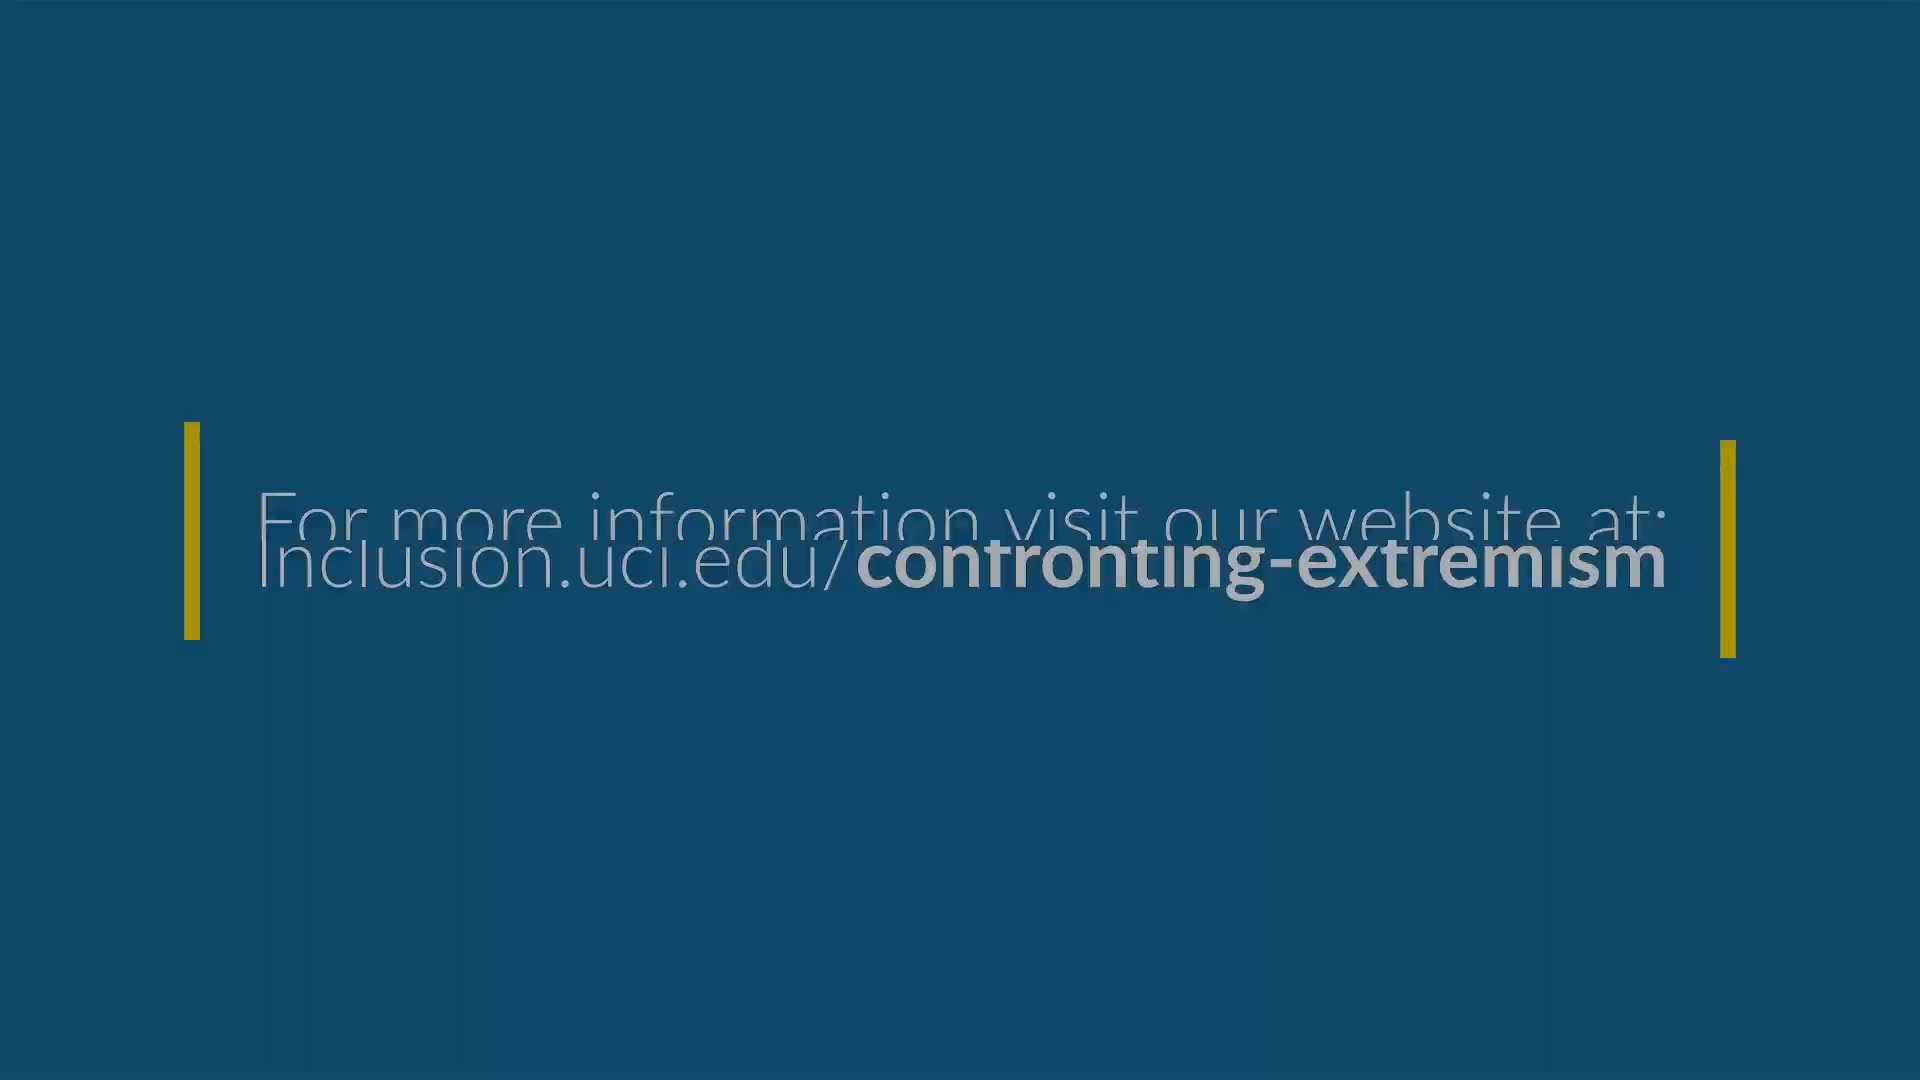 For more information visit our website at:
Inclusion.uci.edu/confronting-extremism